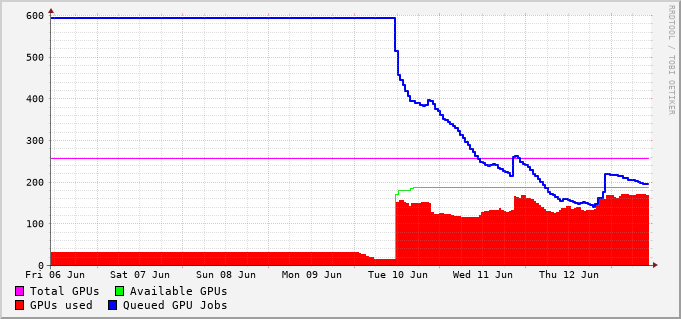 RRDTOOL / TOBI OETIKER
600
500
400
300
200
100
0
Fri 06 Jun Sat 07 Jun Sun 08 Jun Mon 09 Jun Tue 10 Jun Wed 11 Jun Thu 12 Jun
Total GPUs Available GPUs
GPUs used Queued GPU Jobs